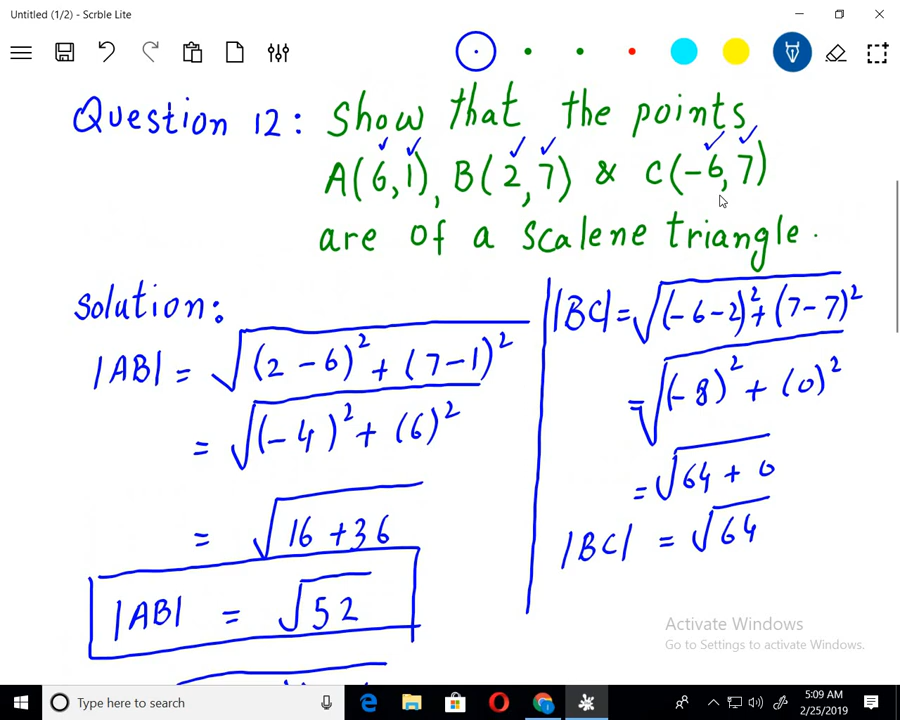 Untitled (1/2) - Scrble Lite
Question 12: Show that the points
A(6,1), B(2,7) & C(-6,7)
are of a scalene triangle.
Solution:
|AB| = √(2-6)² + (7-1)²
= √(-4)² + (6)²
= √16+36
|AB| = √52
|BC| = √(-6-2)² + (7-7)²
= √(-8)² + (0)²
= √64 + 0
|BC| = √64
Activate Windows
Go to Settings to activate Windows.
Type here to search
5:09 AM
2/25/2019